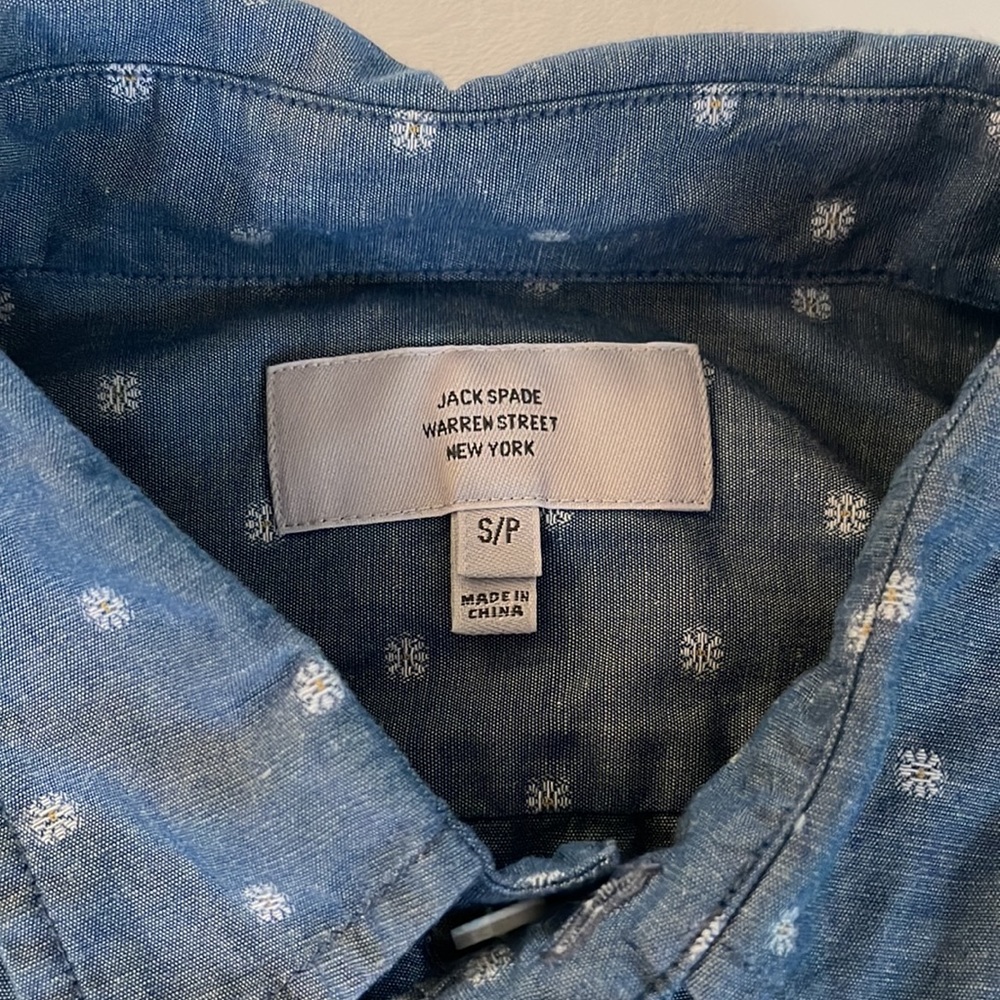 JACK SPADE
WARREN STREET
NEW YORK
S/P
MADE IN
CHINA